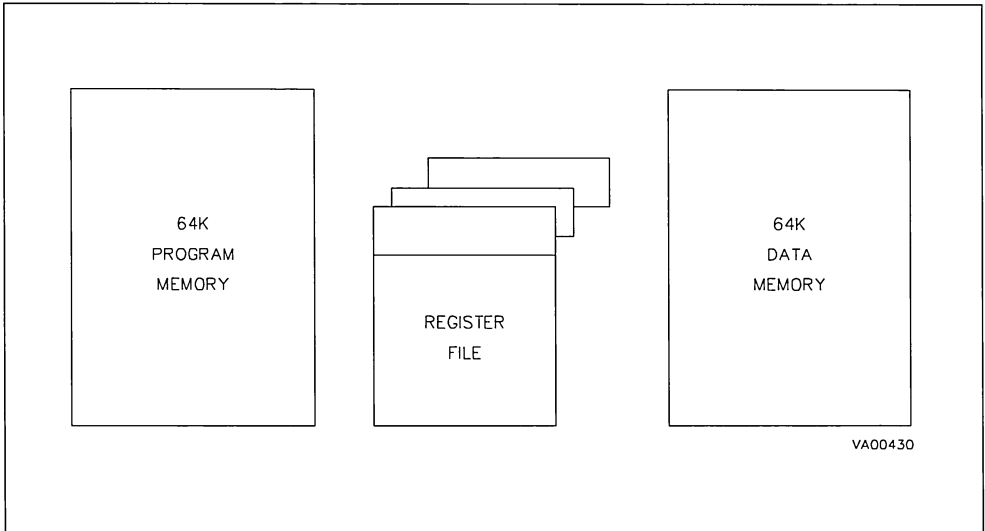 64K
PROGRAM
MEMORY
REGISTER
FILE
64K
DATA
MEMORY
VA00430